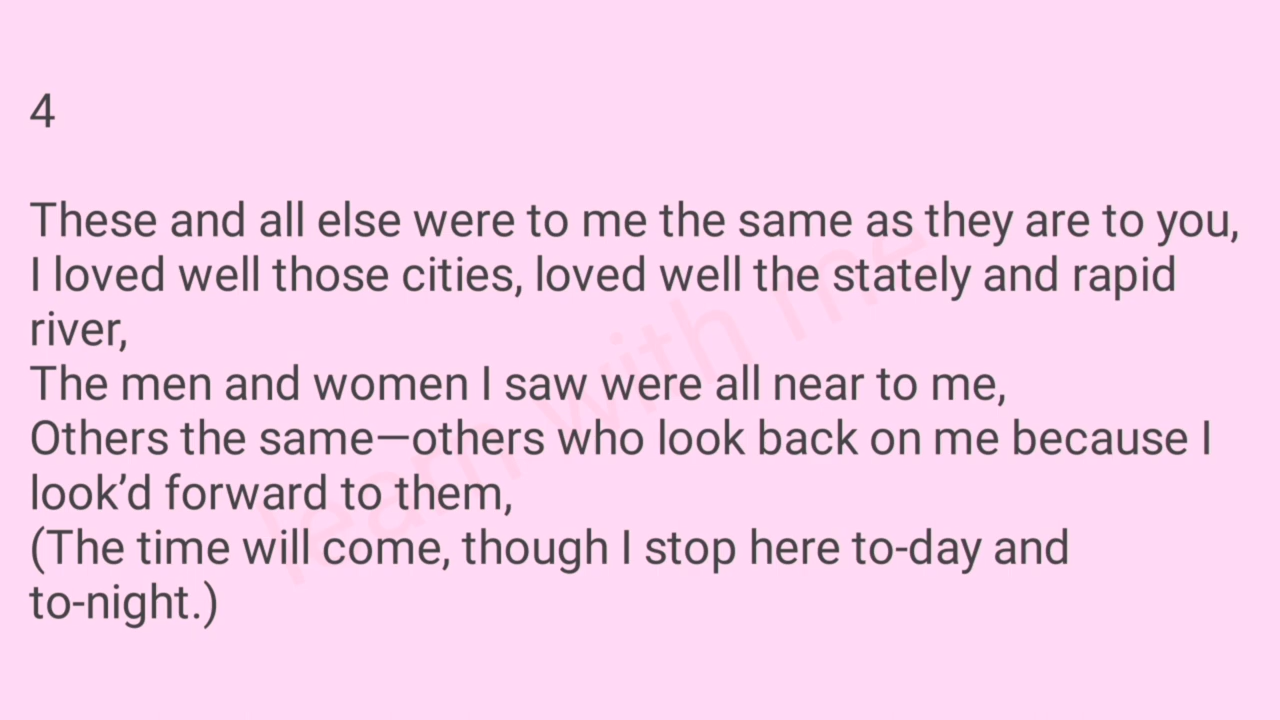 4
These and all else were to me the same as they are to you,
I loved well those cities, loved well the stately and rapid
river,
The men and women I saw were all near to me,
Others the same—others who look back on me because I
look’d forward to them,
(The time will come, though I stop here to-day and
to-night.)
learn with me